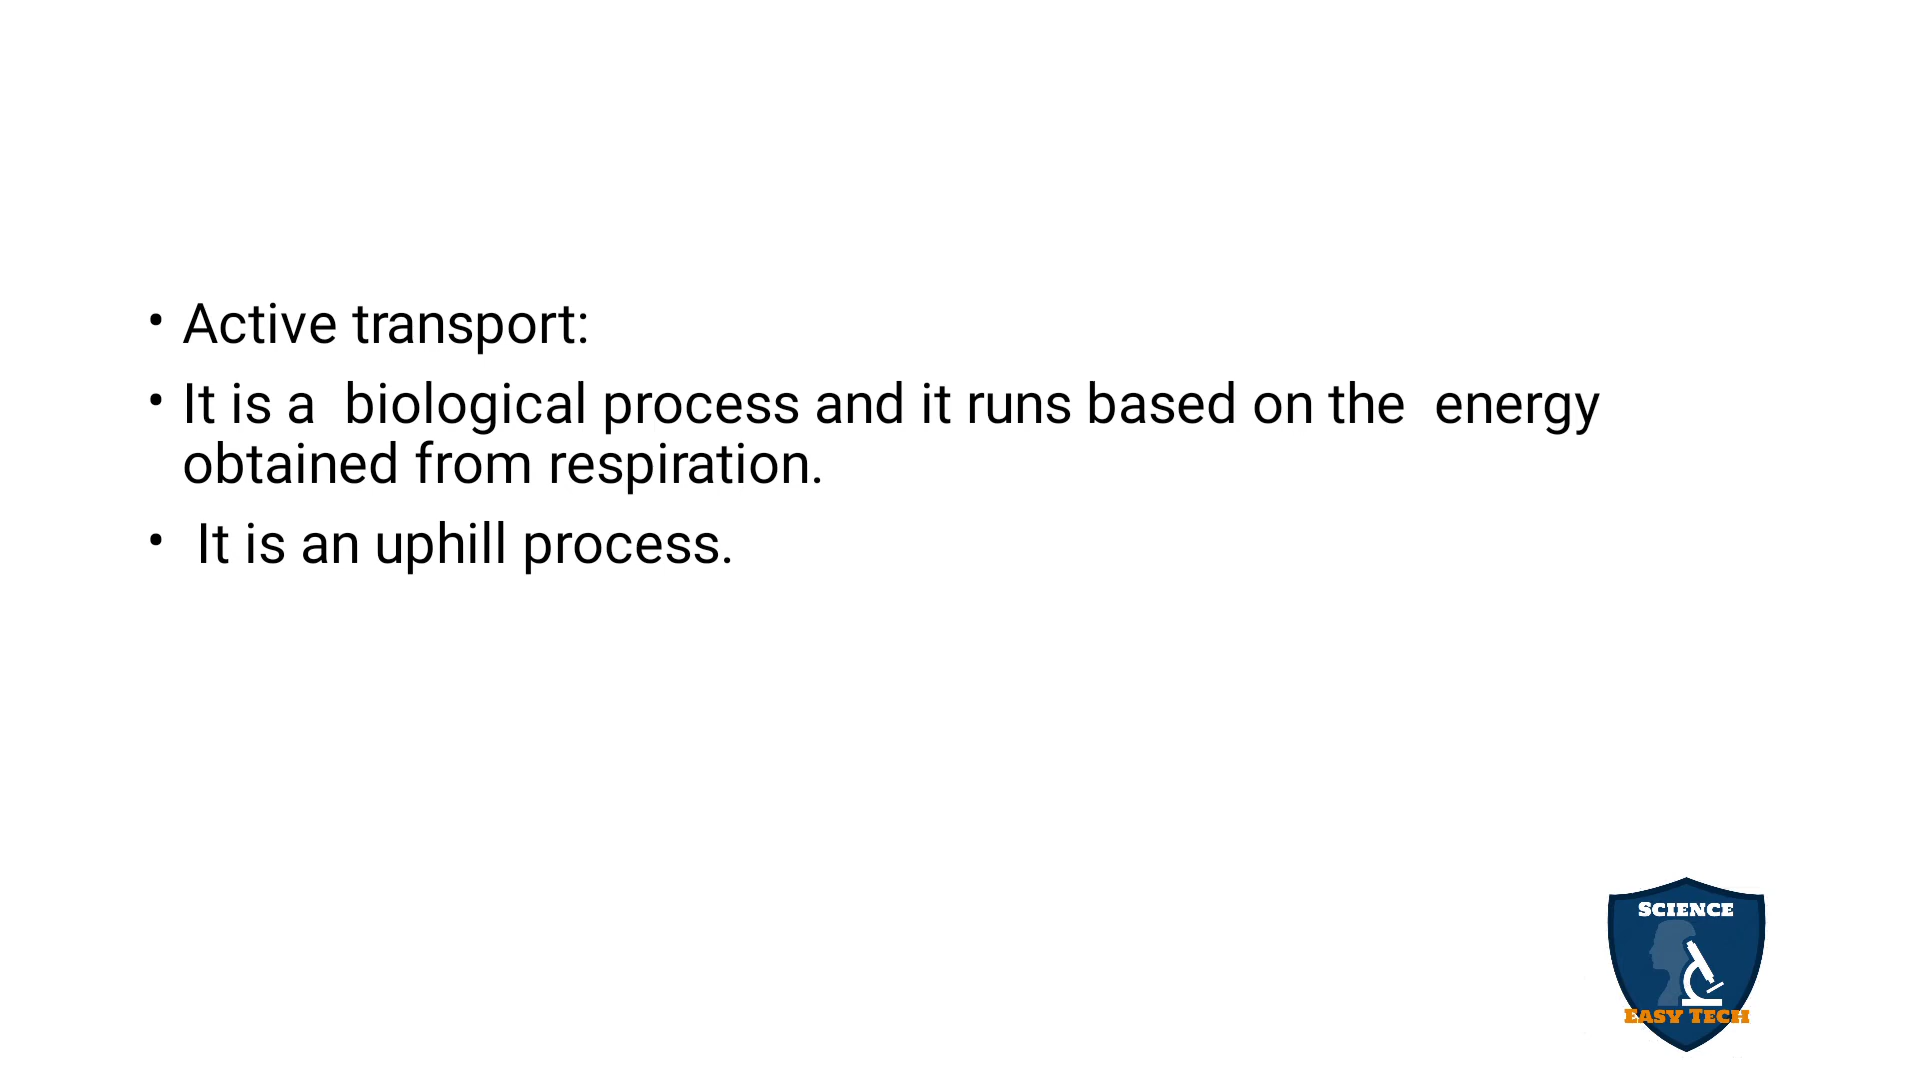 • Active transport:
• It is a  biological process and it runs based on the  energy
obtained from respiration.
•  It is an uphill process.
SCIENCE
EASY TECH